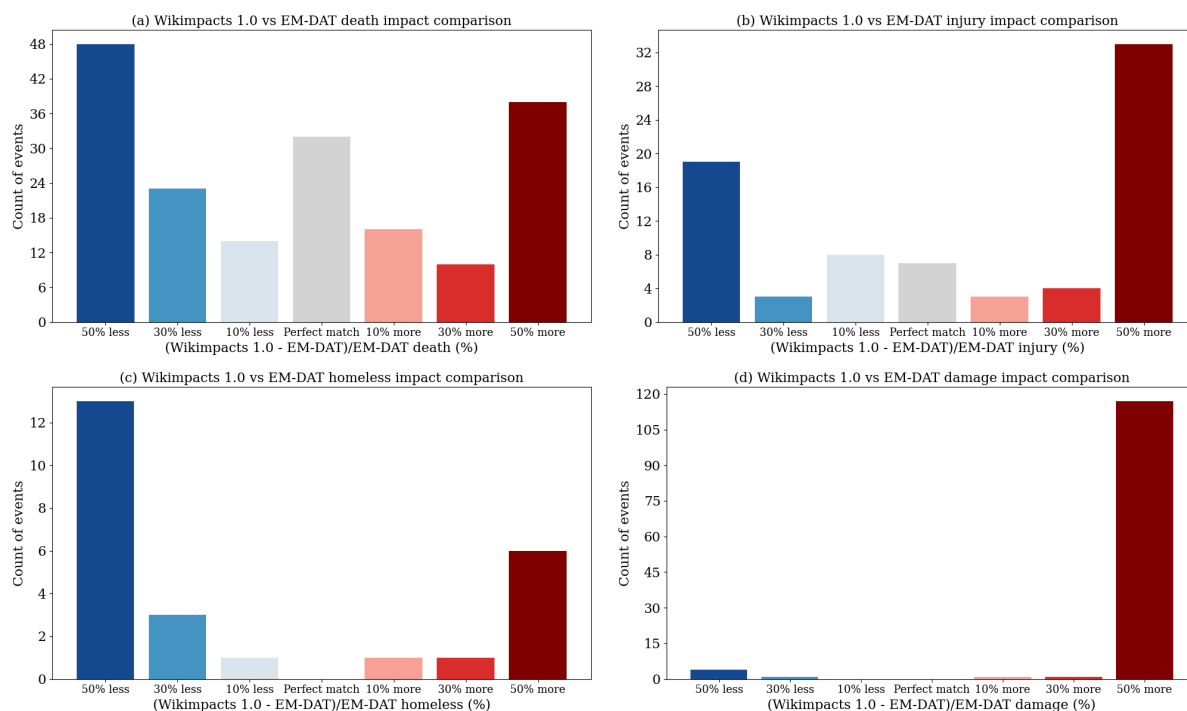 (a) Wikimpacts 1.0 vs EM-DAT death impact comparison
48
42
36
30
24
18
12
6
0
Count of events
50% less 30% less 10% less Perfect match 10% more 30% more 50% more
(Wikimpacts 1.0 - EM-DAT)/EM-DAT death (%)
(b) Wikimpacts 1.0 vs EM-DAT injury impact comparison
32
28
24
20
16
12
8
4
0
Count of events
50% less 30% less 10% less Perfect match 10% more 30% more 50% more
(Wikimpacts 1.0 - EM-DAT)/EM-DAT injury (%)
(c) Wikimpacts 1.0 vs EM-DAT homeless impact comparison
12
10
8
6
4
2
0
Count of events
50% less 30% less 10% less Perfect match 10% more 30% more 50% more
(Wikimpacts 1.0 - EM-DAT)/EM-DAT homeless (%)
(d) Wikimpacts 1.0 vs EM-DAT damage impact comparison
120
105
90
75
60
45
30
15
0
Count of events
50% less 30% less 10% less Perfect match 10% more 30% more 50% more
(Wikimpacts 1.0 - EM-DAT)/EM-DAT damage (%)